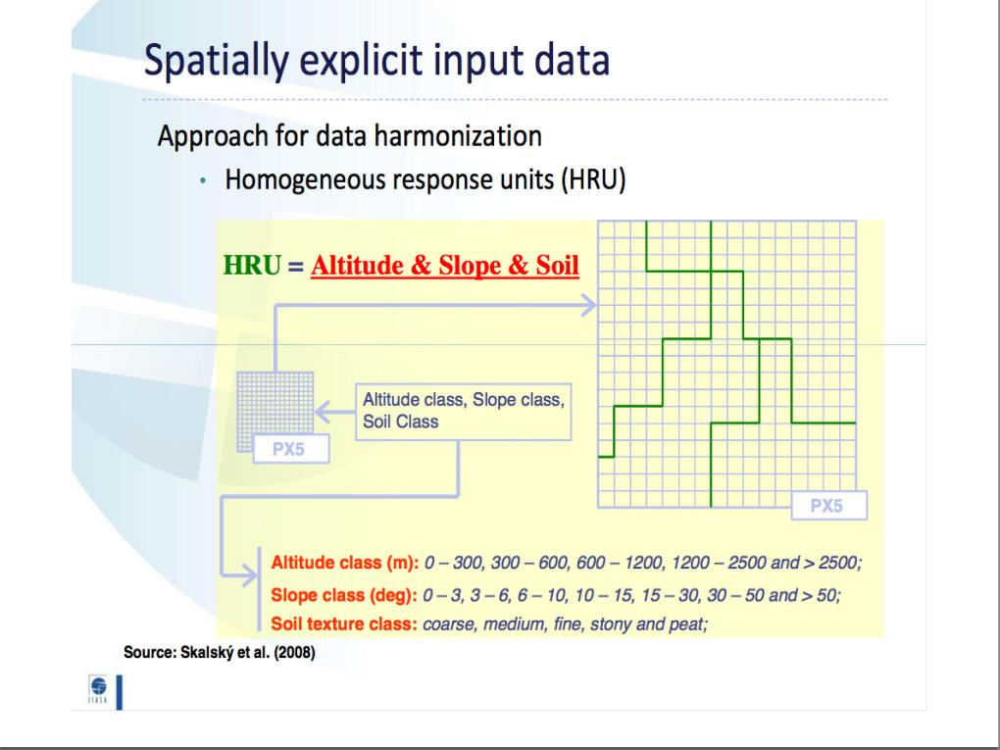 Spatially explicit input data
Approach for data harmonization
• Homogeneous response units (HRU)
HRU = Altitude & Slope & Soil
Altitude class, Slope class,
Soil Class
PX5
PX5
Altitude class (m): 0 – 300, 300 – 600, 600 – 1200, 1200 – 2500 and > 2500;
Slope class (deg): 0 – 3, 3 – 6, 6 – 10, 10 – 15, 15 – 30, 30 – 50 and > 50;
Soil texture class: coarse, medium, fine, stony and peat;
Source: Skalský et al. (2008)
IIASA